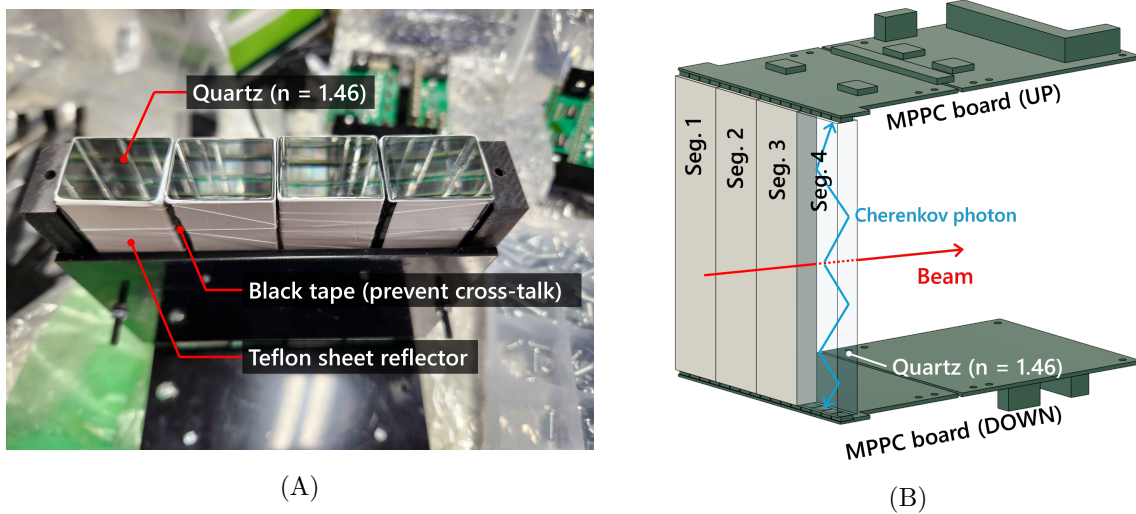 Quartz (n = 1.46)
Black tape (prevent cross-talk)
Teflon sheet reflector
(A)
MPPC board (UP)
Seg. 1
Seg. 2
Seg. 3
Seg. 4
Cherenkov photon
Beam
Quartz (n = 1.46)
MPPC board (DOWN)
(B)